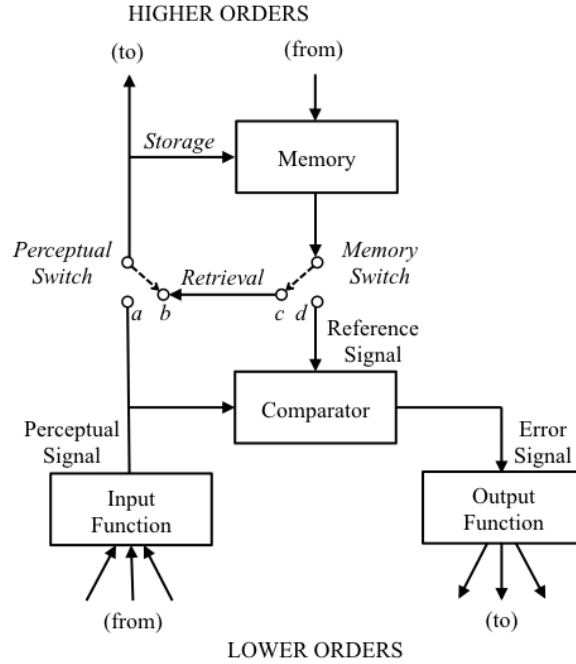 HIGHER ORDERS
(to)
(from)
Storage
Memory
Perceptual
Switch
Retrieval
Memory
Switch
a
b
c
d
Reference
Signal
Perceptual
Signal
Comparator
Error
Signal
Input
Function
Output
Function
(from)
(to)
LOWER ORDERS